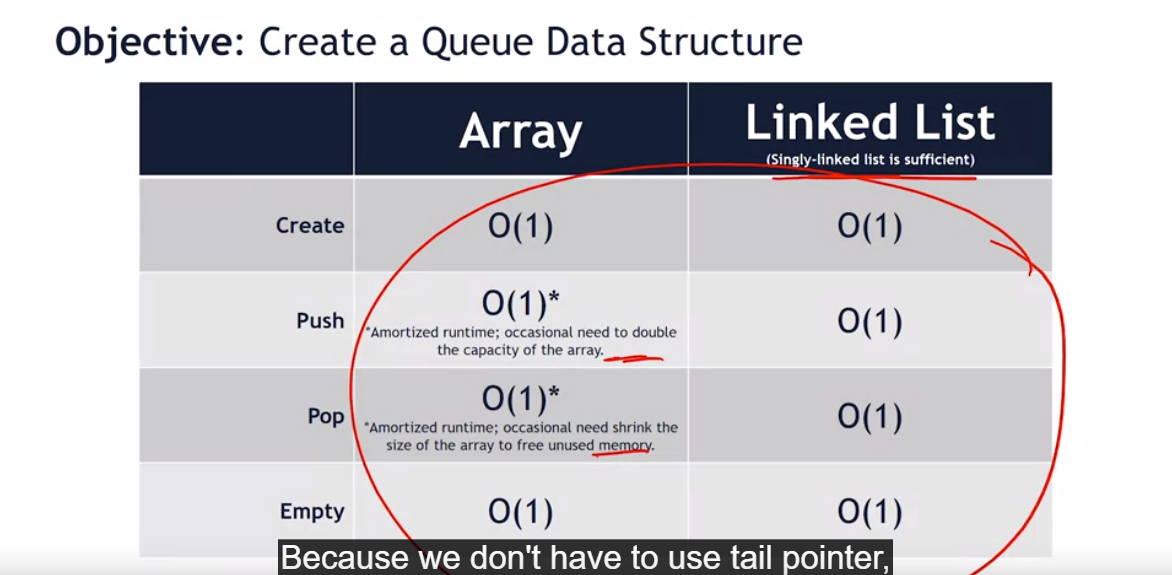 Objective: Create a Queue Data Structure
Array
Linked List
(Singly-linked list is sufficient)
Create
O(1)
O(1)
Push
O(1)*
*Amortized runtime; occasional need to double
the capacity of the array.
O(1)
Pop
O(1)*
*Amortized runtime; occasional need shrink the
size of the array to free unused memory.
O(1)
Empty
O(1)
O(1)
Because we don't have to use tail pointer,